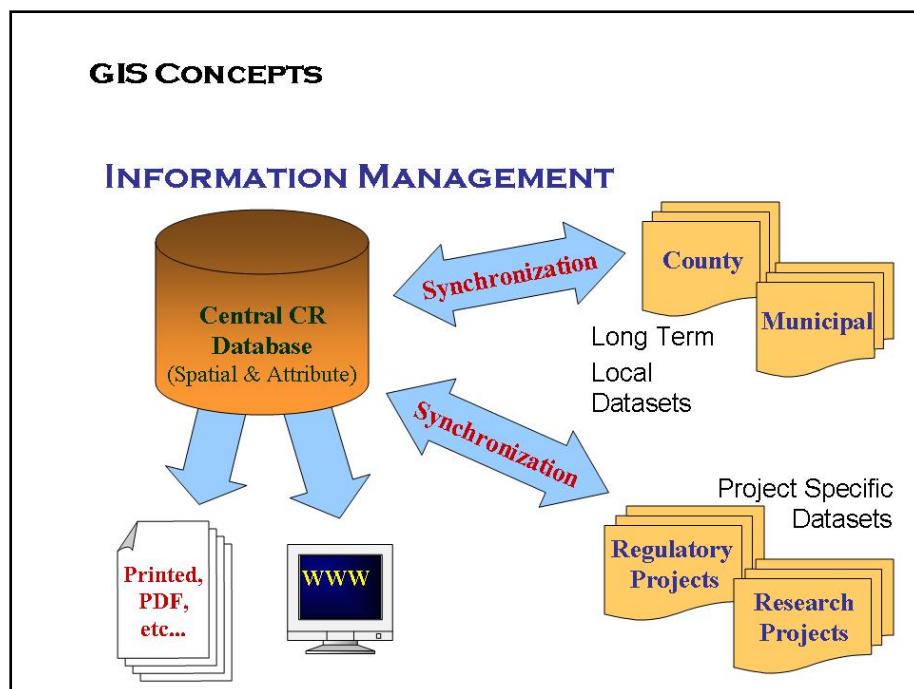 GIS CONCEPTS
INFORMATION MANAGEMENT
Central CR
Database
(Spatial & Attribute)
Synchronization
County
Municipal
Long Term
Local
Datasets
Synchronization
Project Specific
Datasets
Regulatory
Projects
Research
Projects
Printed,
PDF,
etc...
WWW